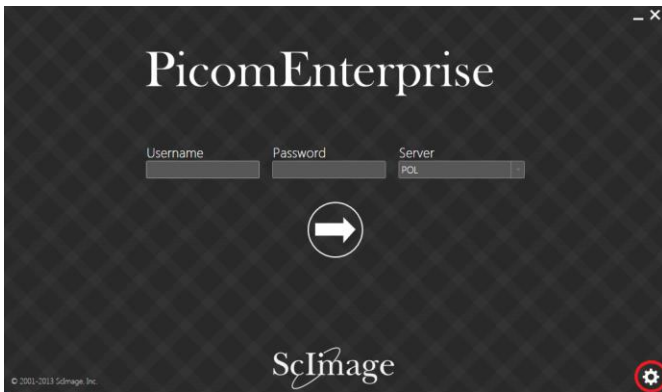 PicomEnterprise
Username Password Server
POL
ScImage
© 2001-2013 ScImage, Inc.